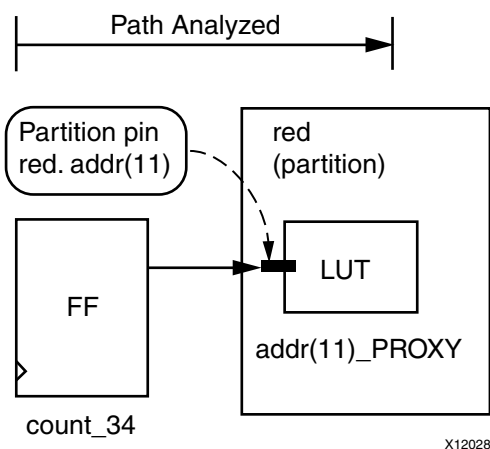 Path Analyzed
Partition pin
red. addr(11)
red
(partition)
LUT
FF
addr(11)_PROXY
count_34
X12028